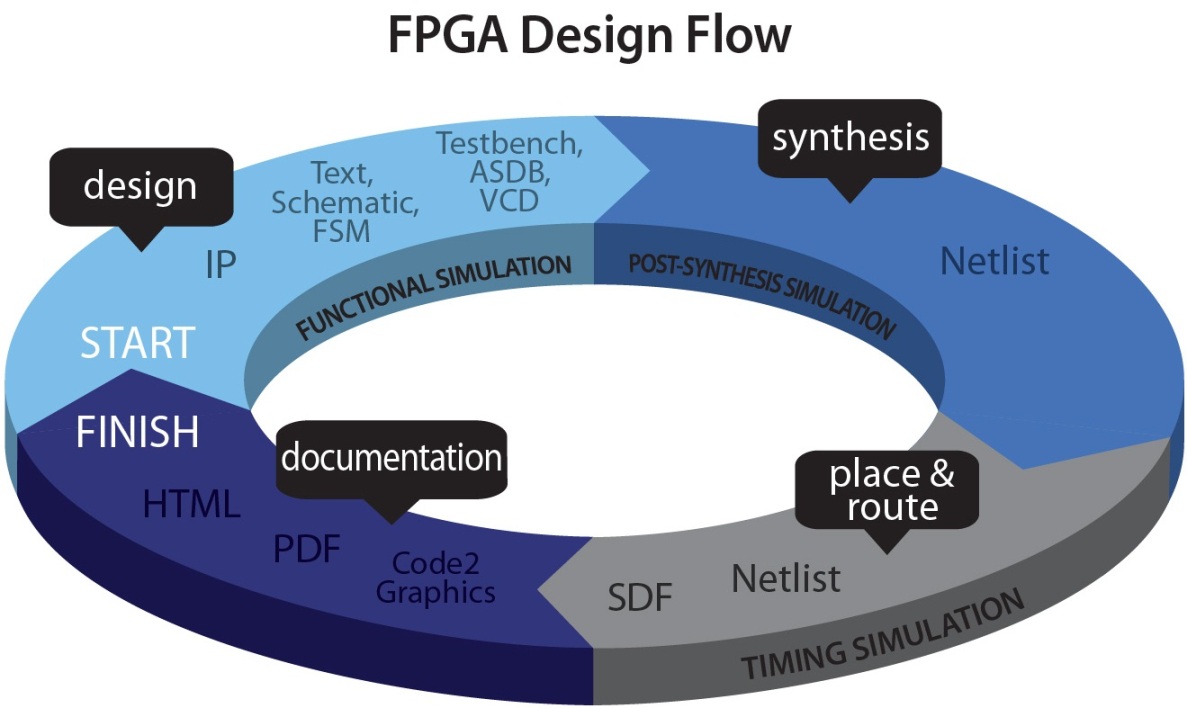 FPGA Design Flow
design
START
IP
Text,
Schematic,
FSM
Testbench,
ASDB,
VCD
FUNCTIONAL SIMULATION
synthesis
Netlist
POST-SYNTHESIS SIMULATION
place &
route
Netlist
SDF
TIMING SIMULATION
documentation
Code2
Graphics
PDF
HTML
FINISH